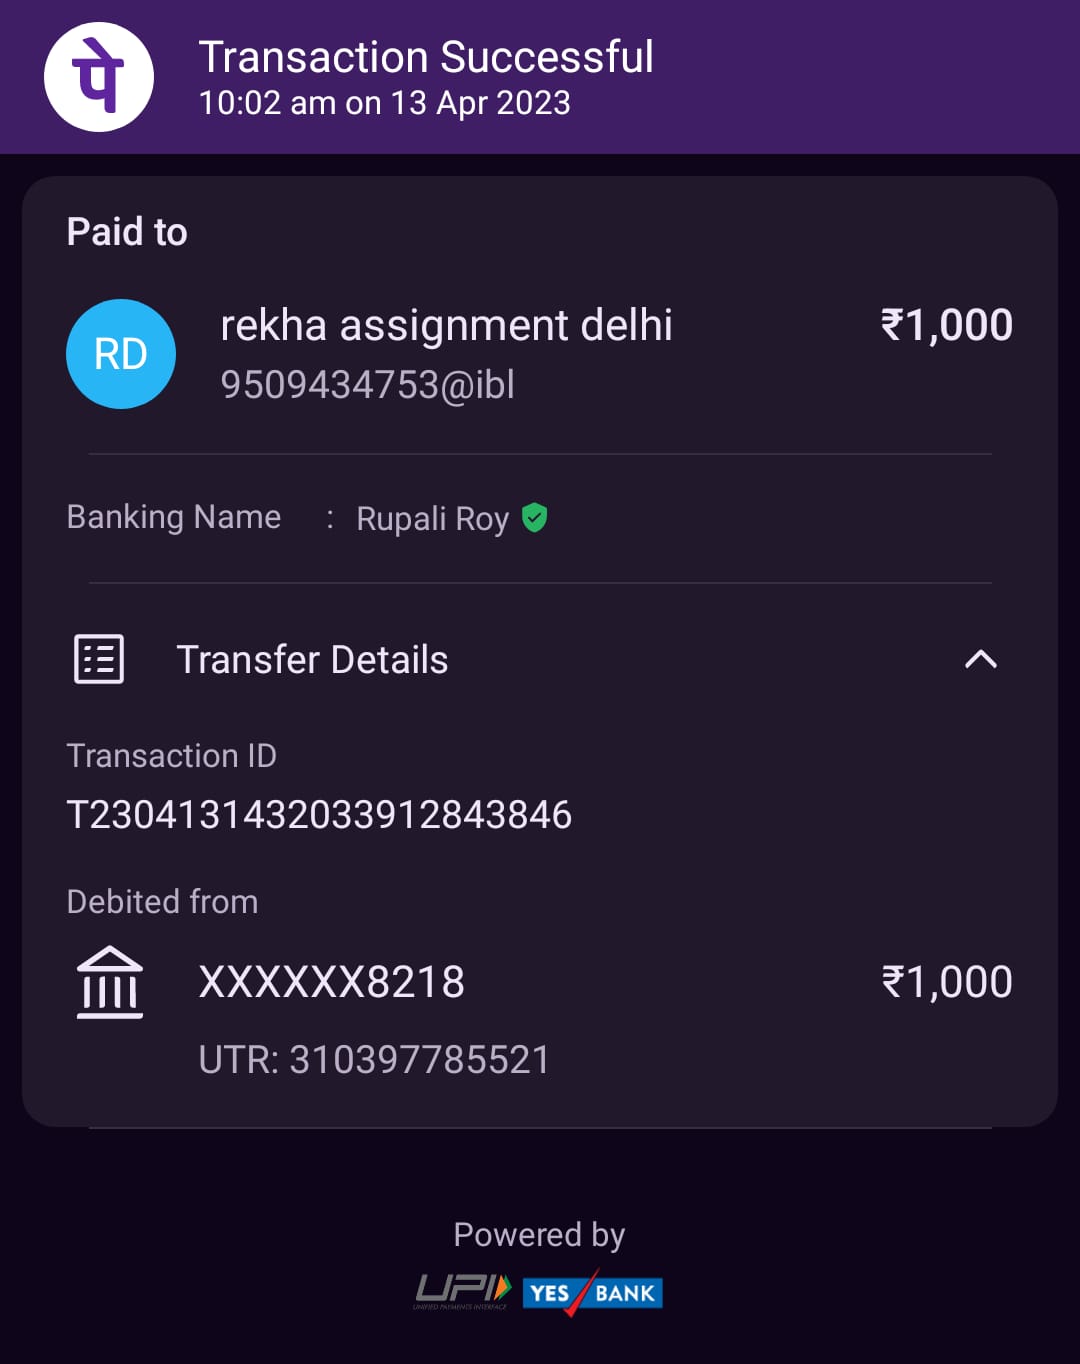 पे
Transaction Successful
10:02 am on 13 Apr 2023
Paid to
RD
rekha assignment delhi
₹1,000
9509434753@ibl
Banking Name : Rupali Roy
Transfer Details
Transaction ID
T2304131432033912843846
Debited from
XXXXXX8218
₹1,000
UTR: 310397785521
Powered by
UPI
UNIFIED PAYMENTS INTERFACE
YES BANK